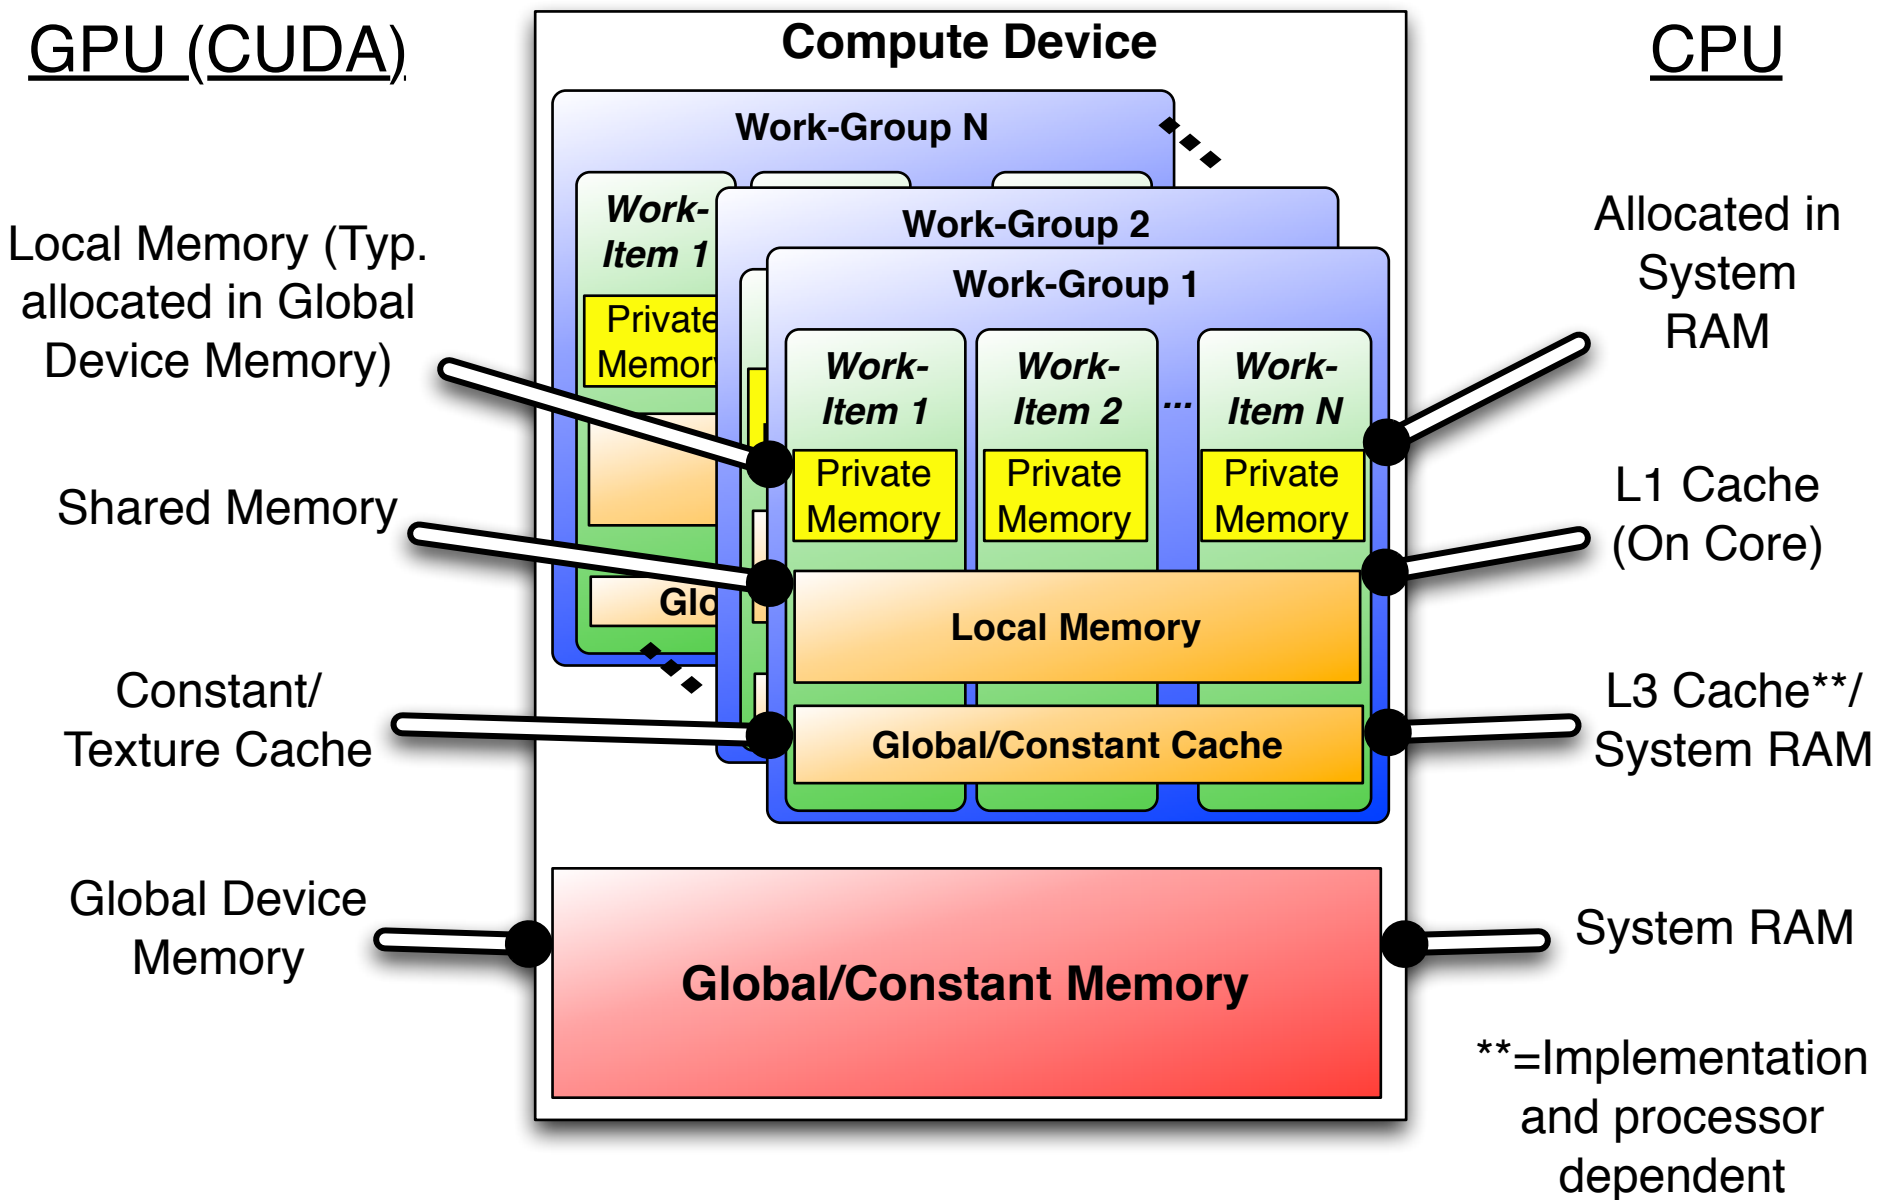 GPU (CUDA)
Compute Device
CPU
Work-Group N
Work-
Item 1
Private
Glo
Work-Group 2
Work-Group 1
Work-
Item 1
Work-
Item 2
...
Work-
Item N
Private
Memory
Private
Memory
Private
Memory
Local Memory
Global/Constant Cache
Global/Constant Memory
Local Memory (Typ.
allocated in Global
Device Memory)
Shared Memory
Constant/
Texture Cache
Global Device
Memory
Allocated in
System
RAM
L1 Cache
(On Core)
L3 Cache**/
System RAM
System RAM
**=Implementation
and processor
dependent